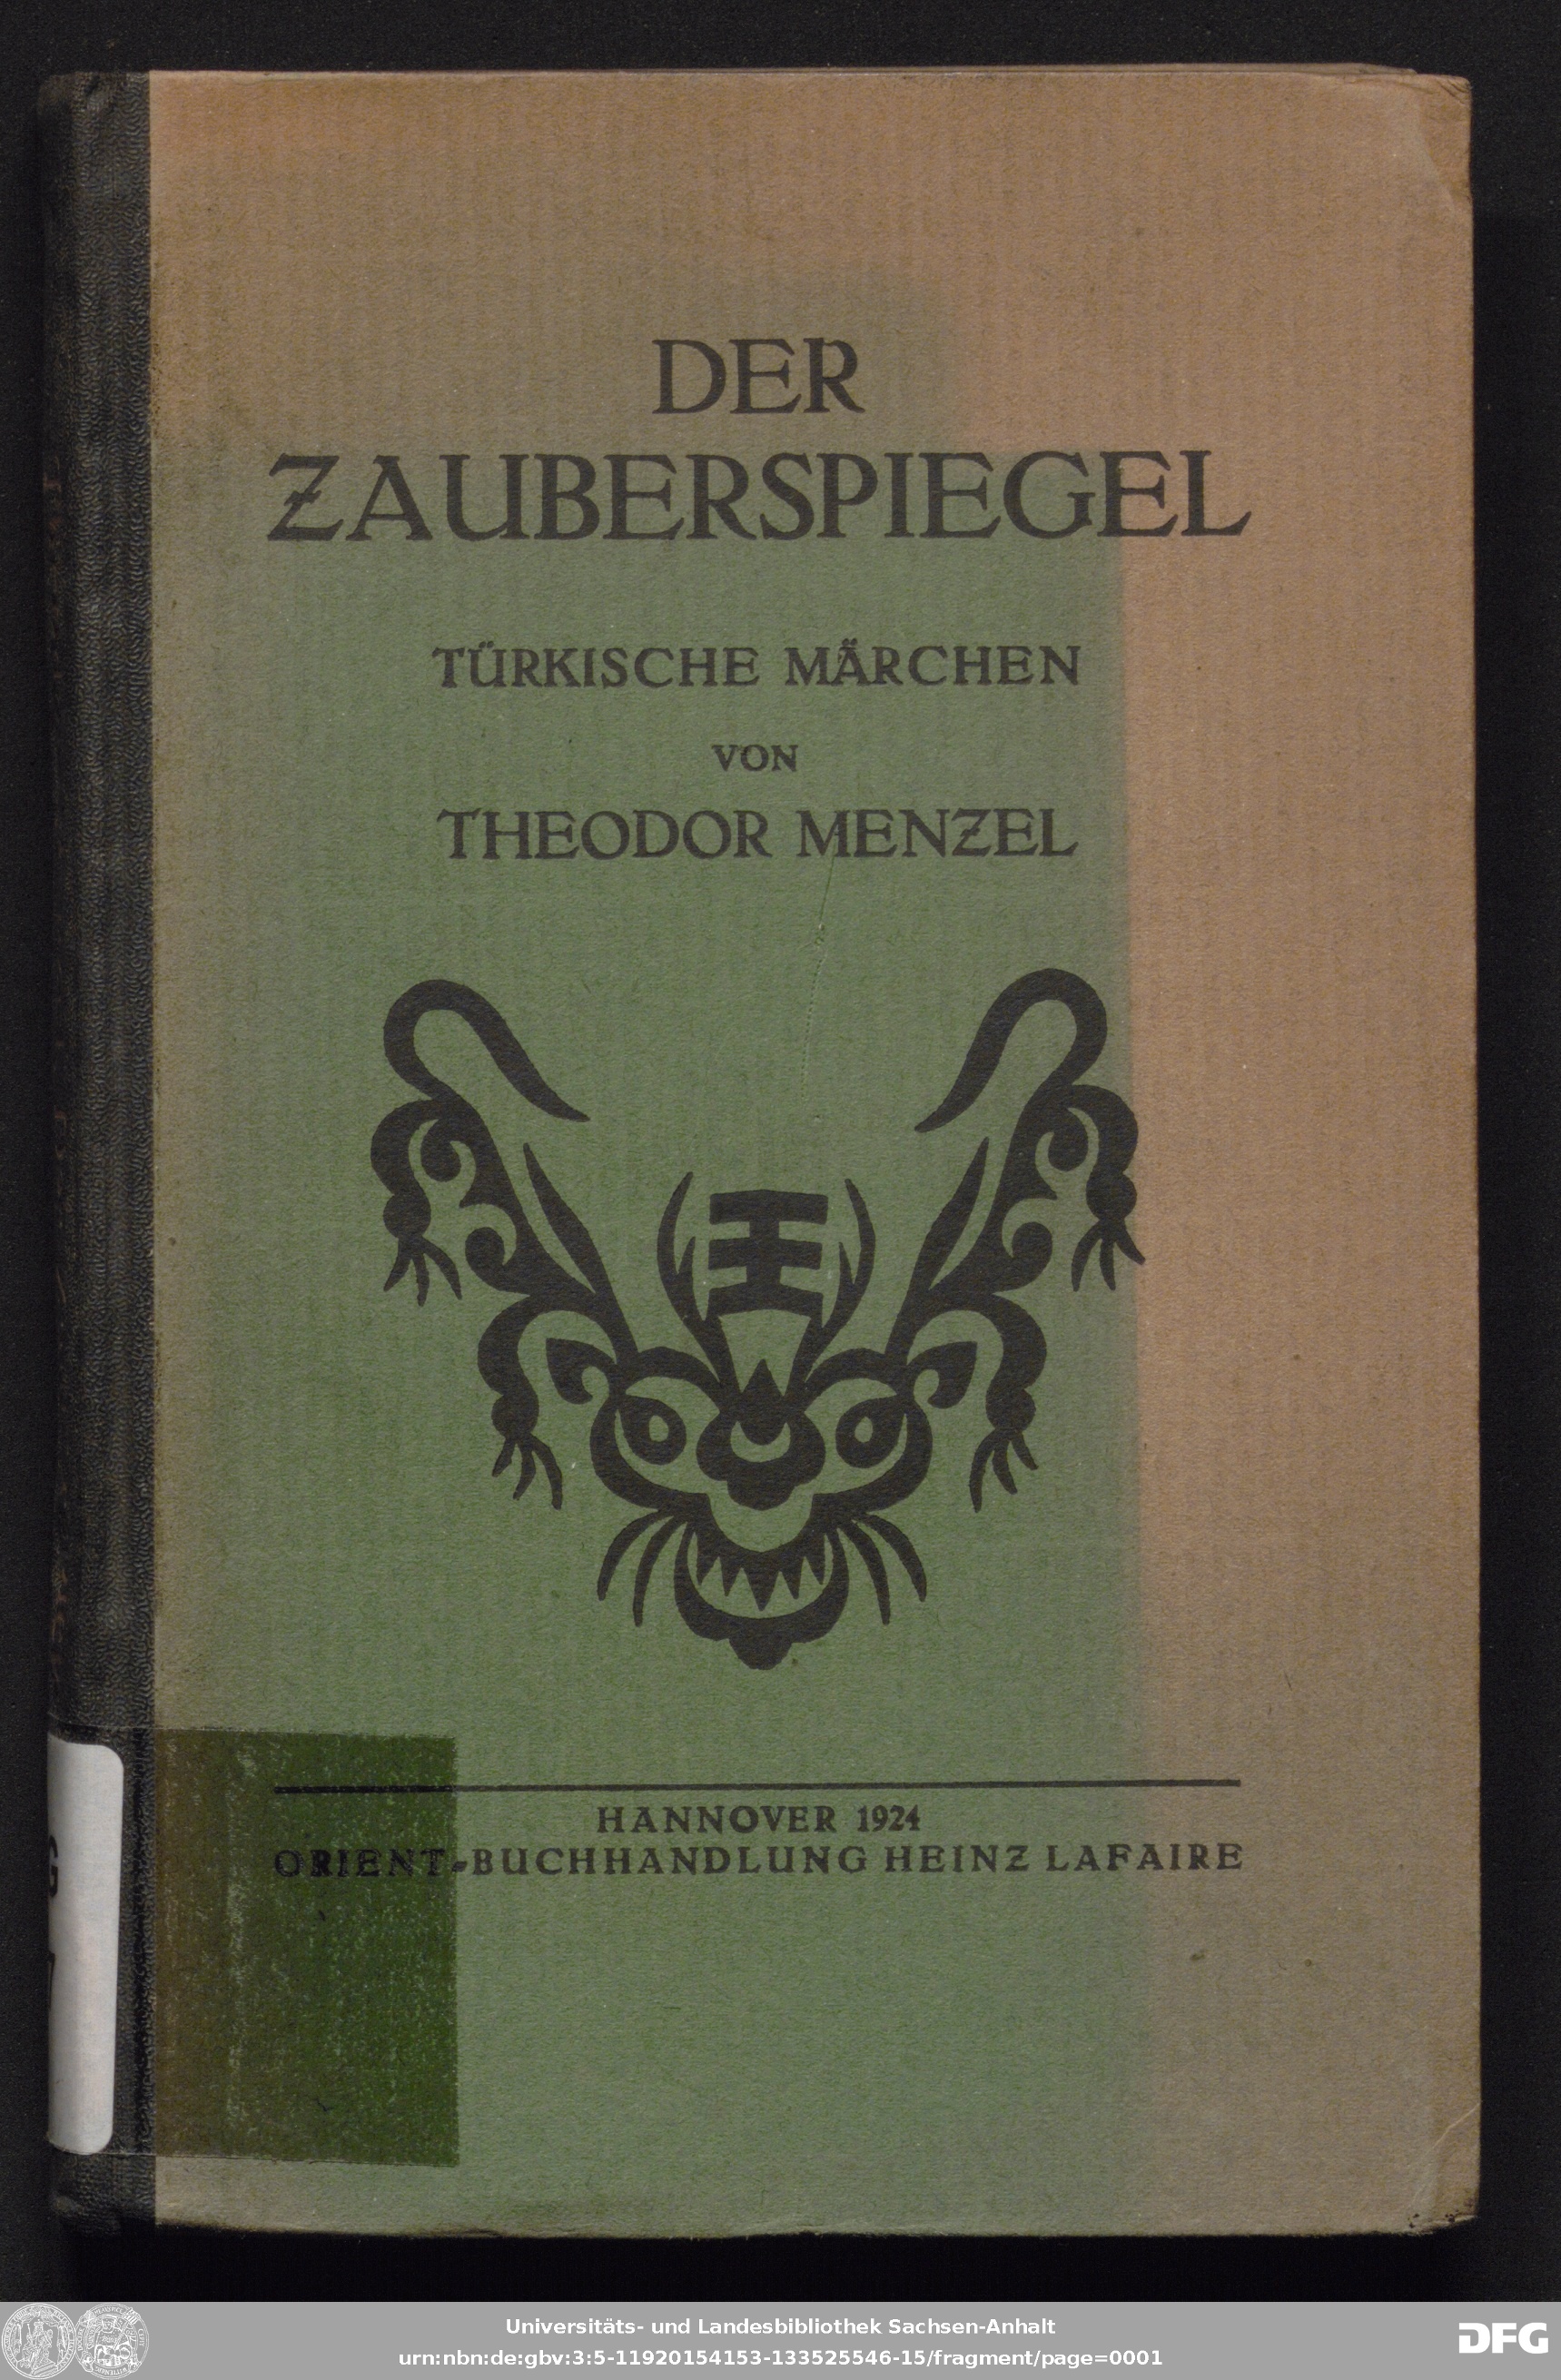 DER
ZAUBERSPIEGEL
TÜRKISCHE MÄRCHEN
VON
THEODOR MENZEL
王
HANNOVER 1924
ORIENT-BUCHHANDLUNG HEINZ LAFAIRE
Universitäts- und Landesbibliothek Sachsen-Anhalt
urn:nbn:de:gbv:3:5-11920154153-133525546-15/fragment/page=0001
DFG